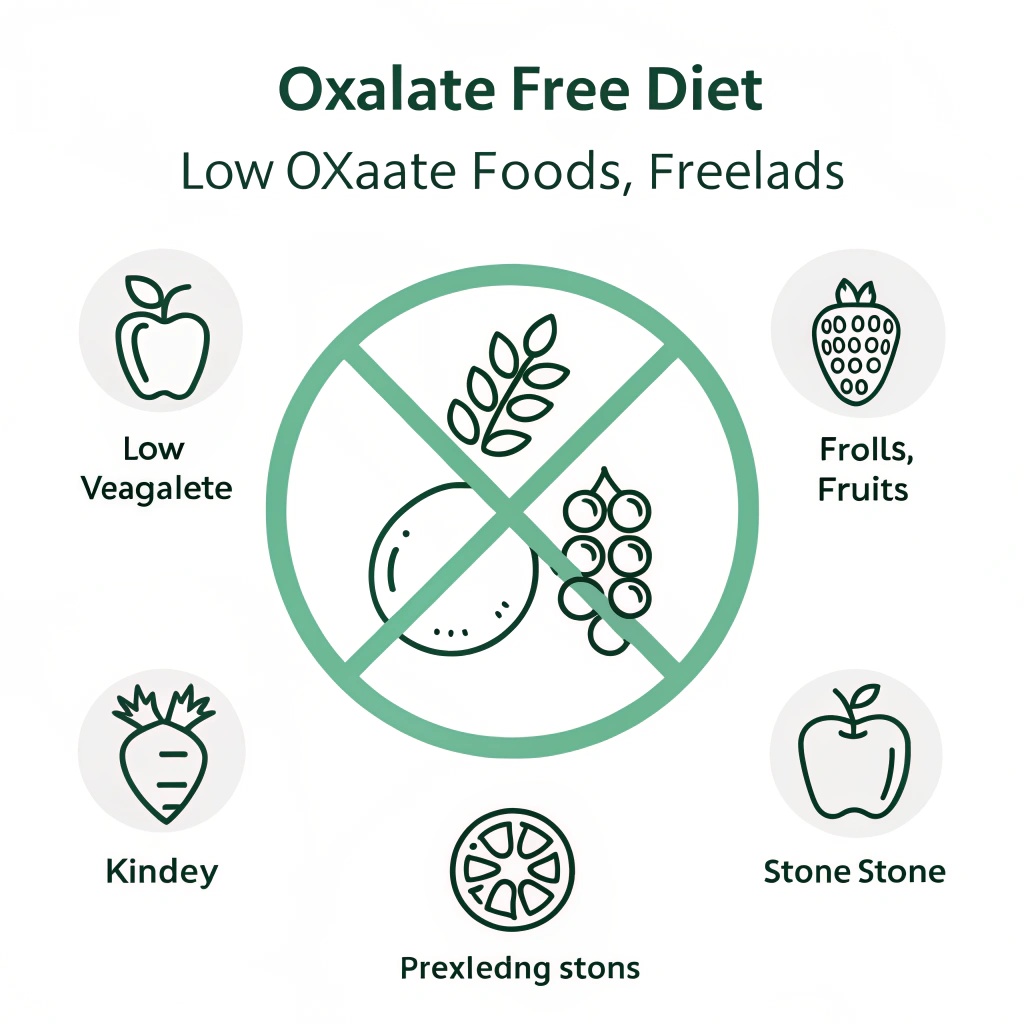 Oxalate Free Diet
Low OXaate Foods, Freelads
Low
Veagalete
Frolls,
Fruits
Kindey
Stone Stone
Prexledng stons